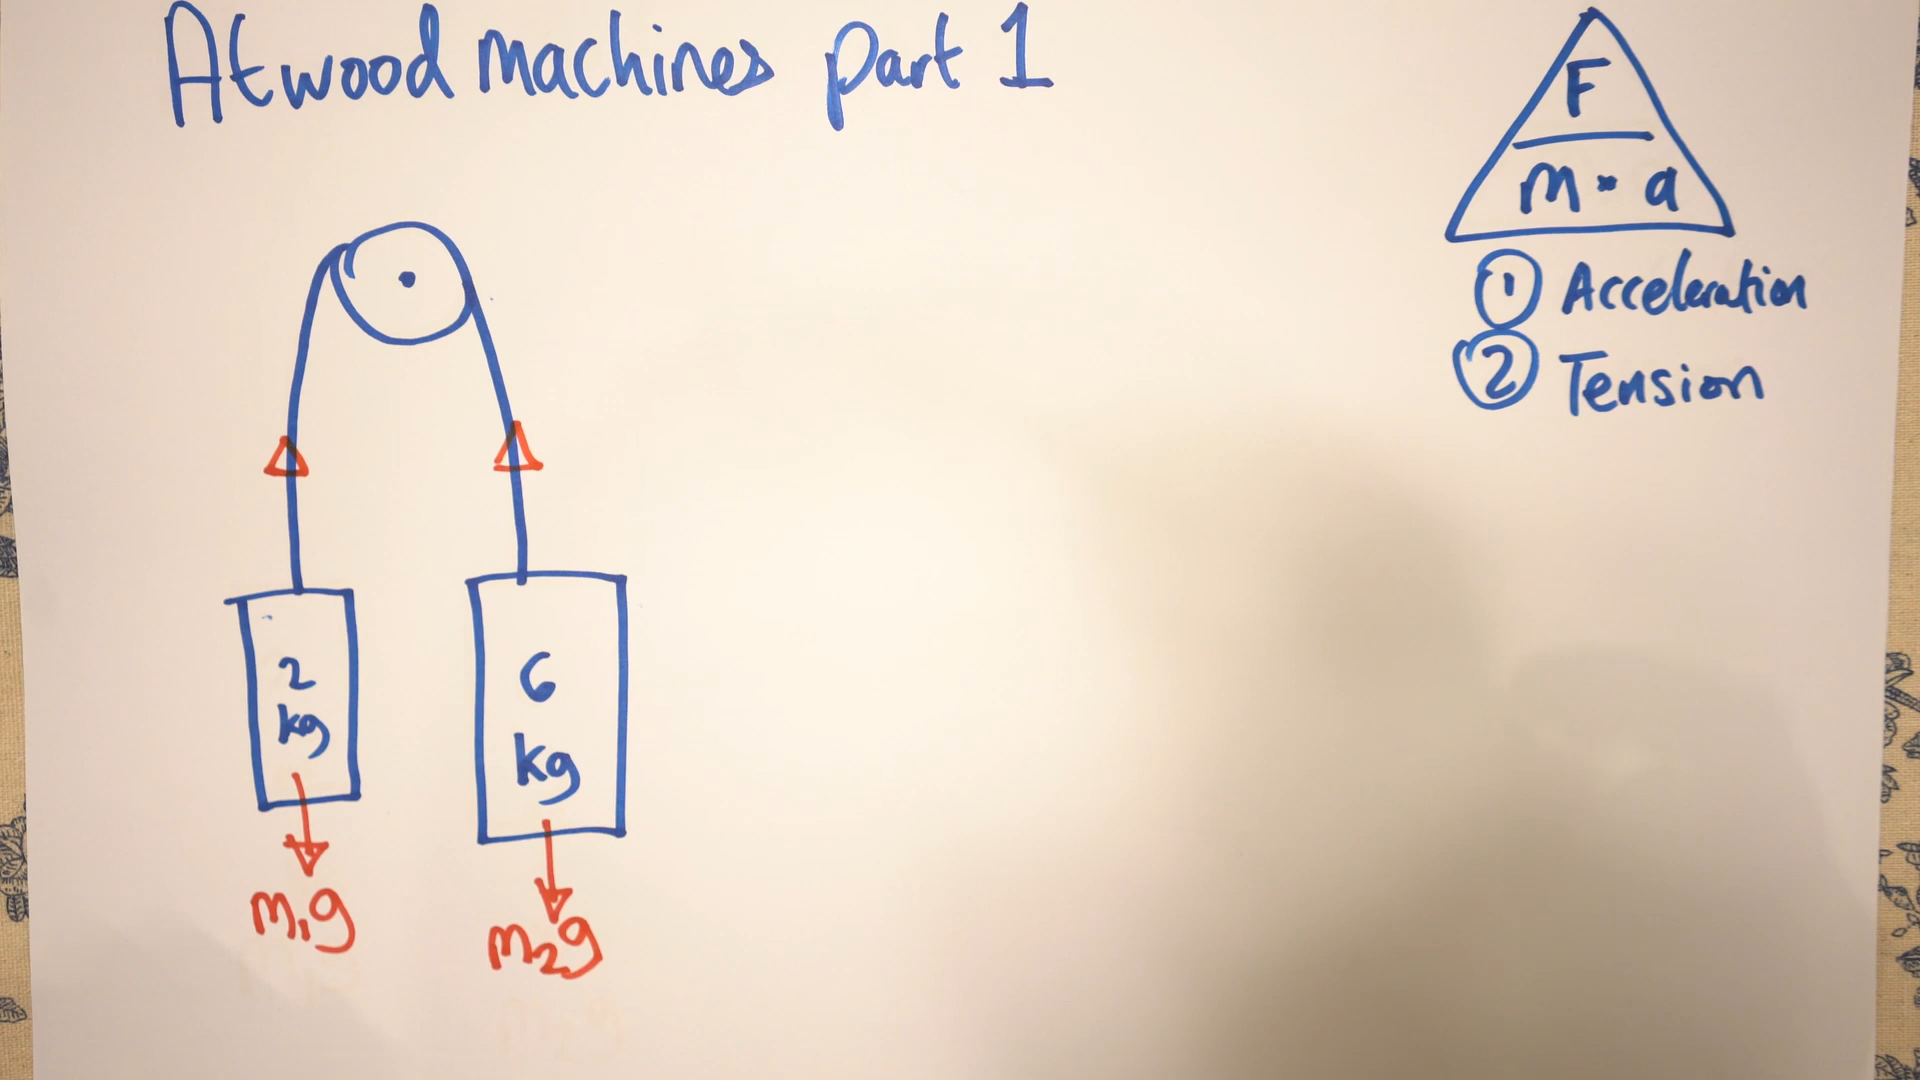 Atwood machines part 1
F
m • a
1 Acceleration
2 Tension
2
kg
6
kg
m₁g
m₂g